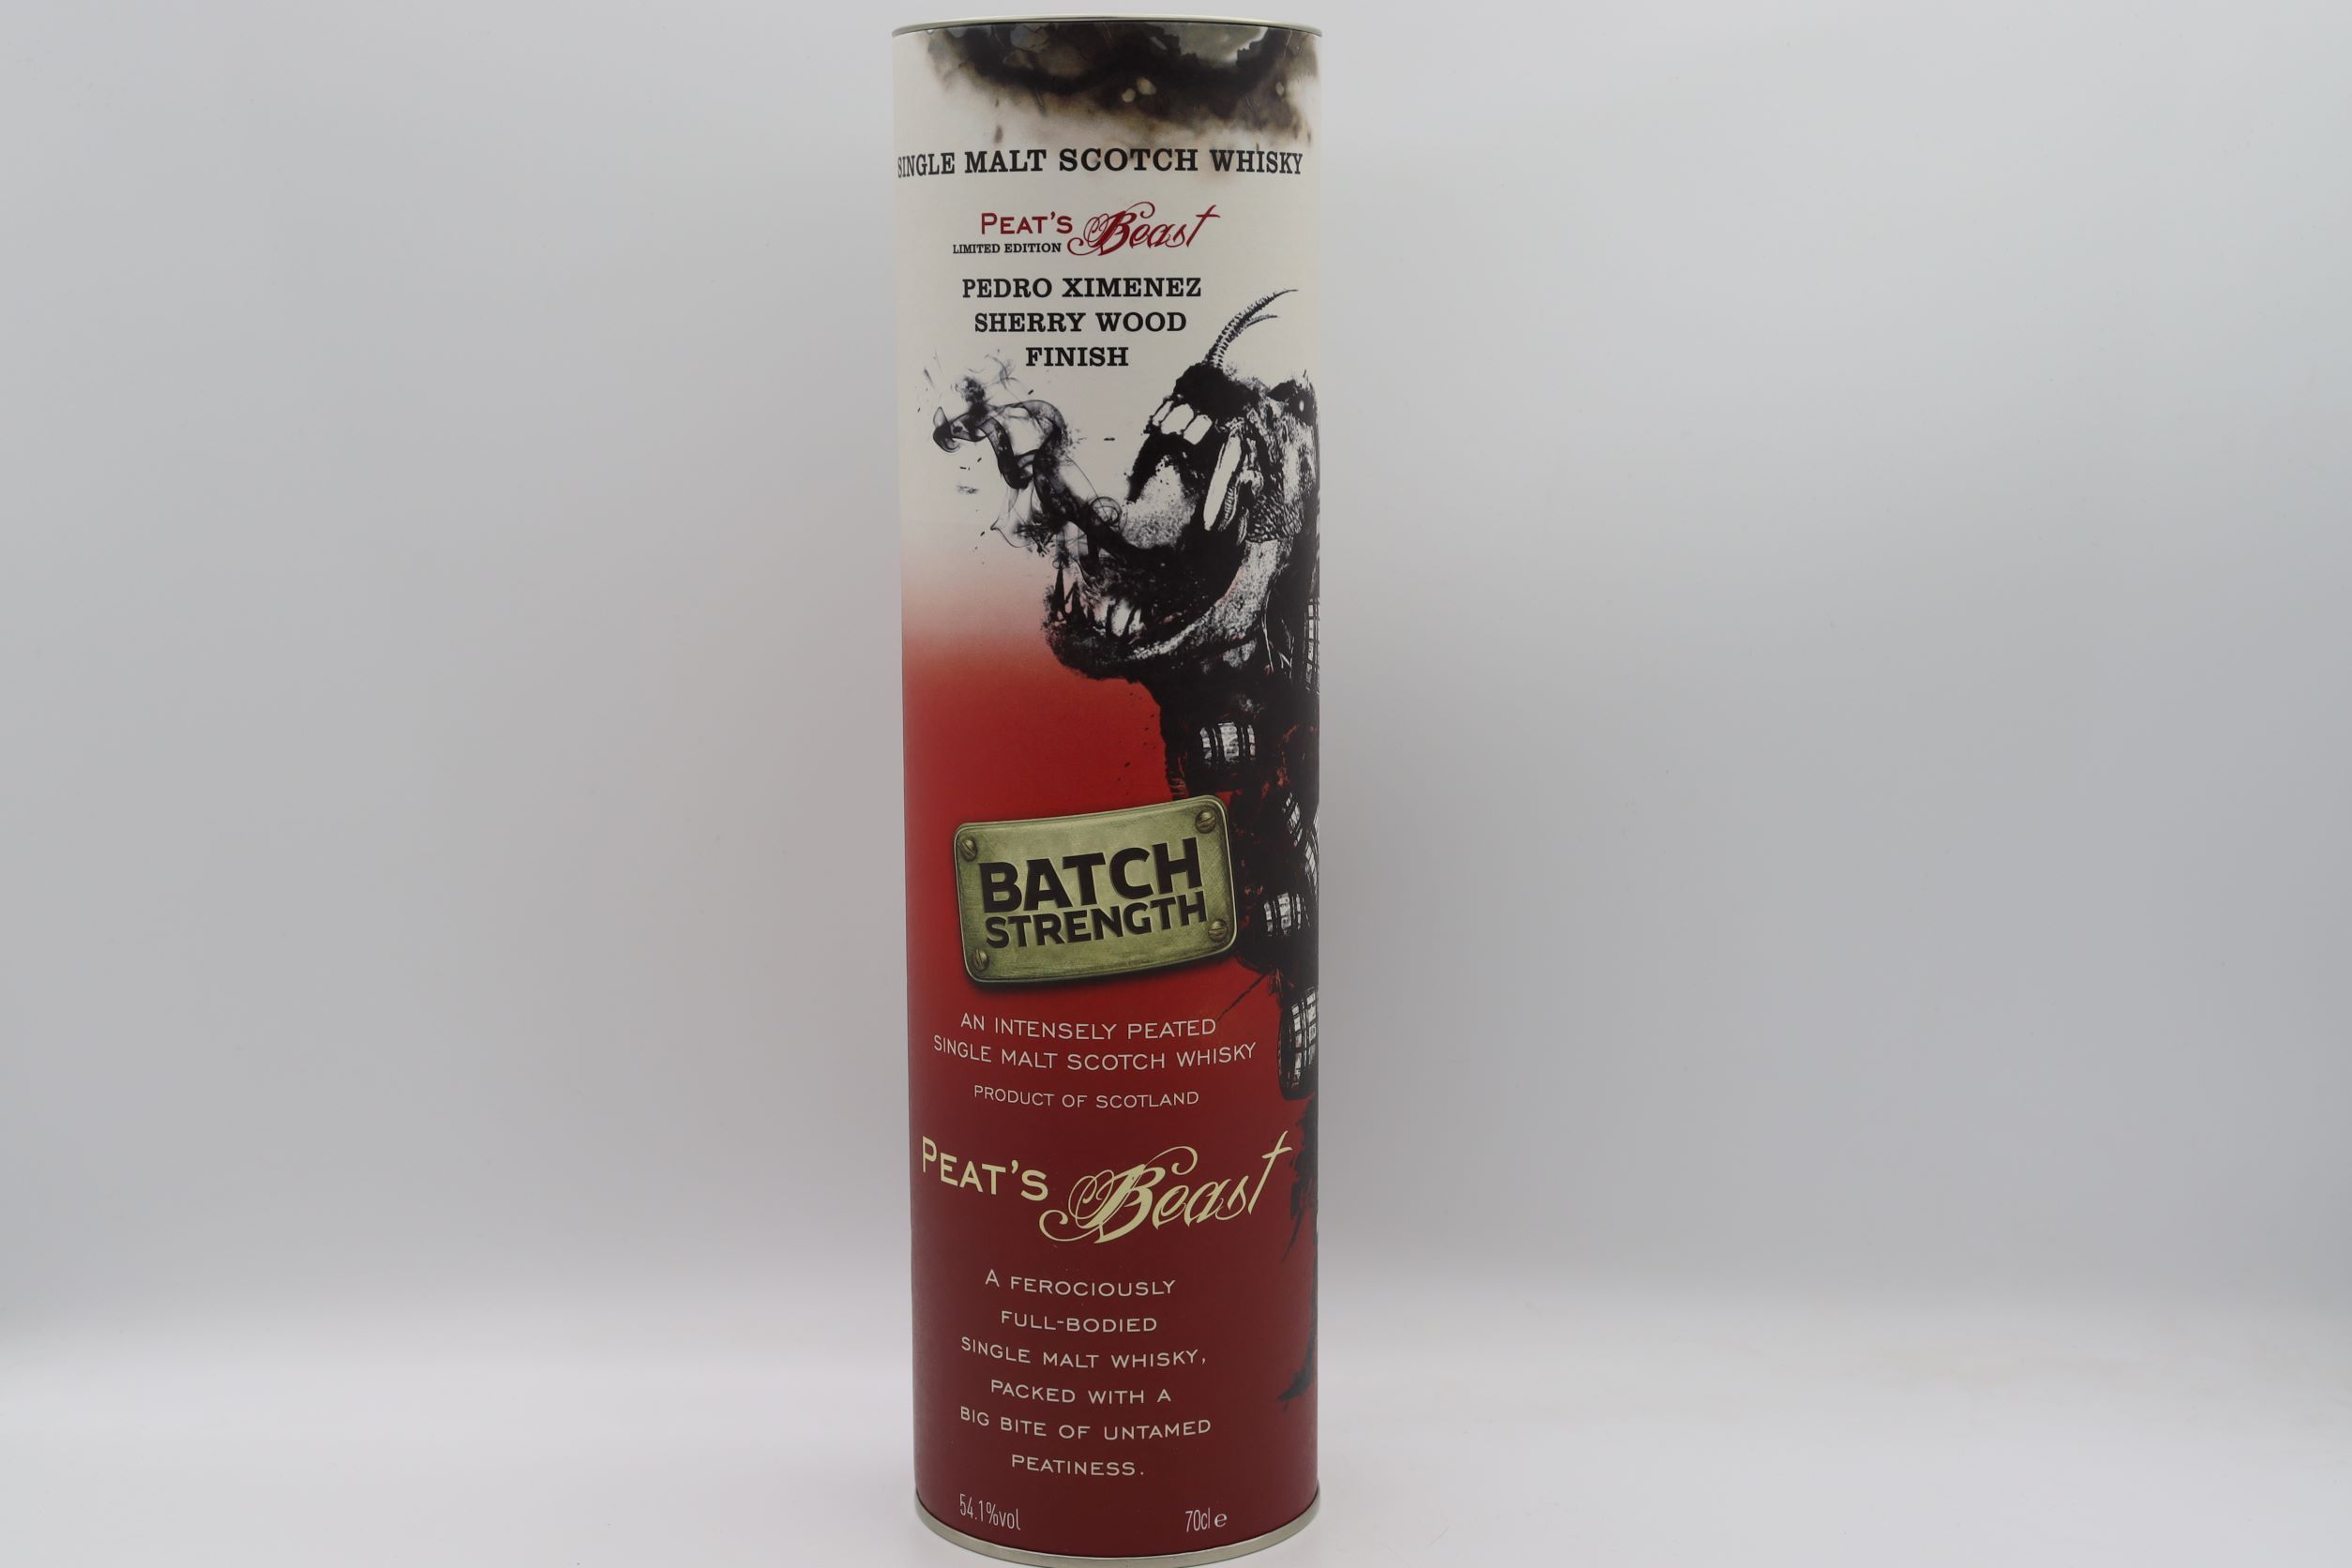 SINGLE MALT SCOTCH WHISKY
PEAT'S Beast
LIMITED EDITION
PEDRO XIMENEZ
SHERRY WOOD
FINISH
BATCH
STRENGTH
AN INTENSELY PEATED
SINGLE MALT SCOTCH WHISKY
PRODUCT OF SCOTLAND
PEAT'S Beast
A FEROCIOUSLY
FULL-BODIED
SINGLE MALT WHISKY,
PACKED WITH A
BIG BITE OF UNTAMED
PEATINESS.
54.1%vol 70cl e